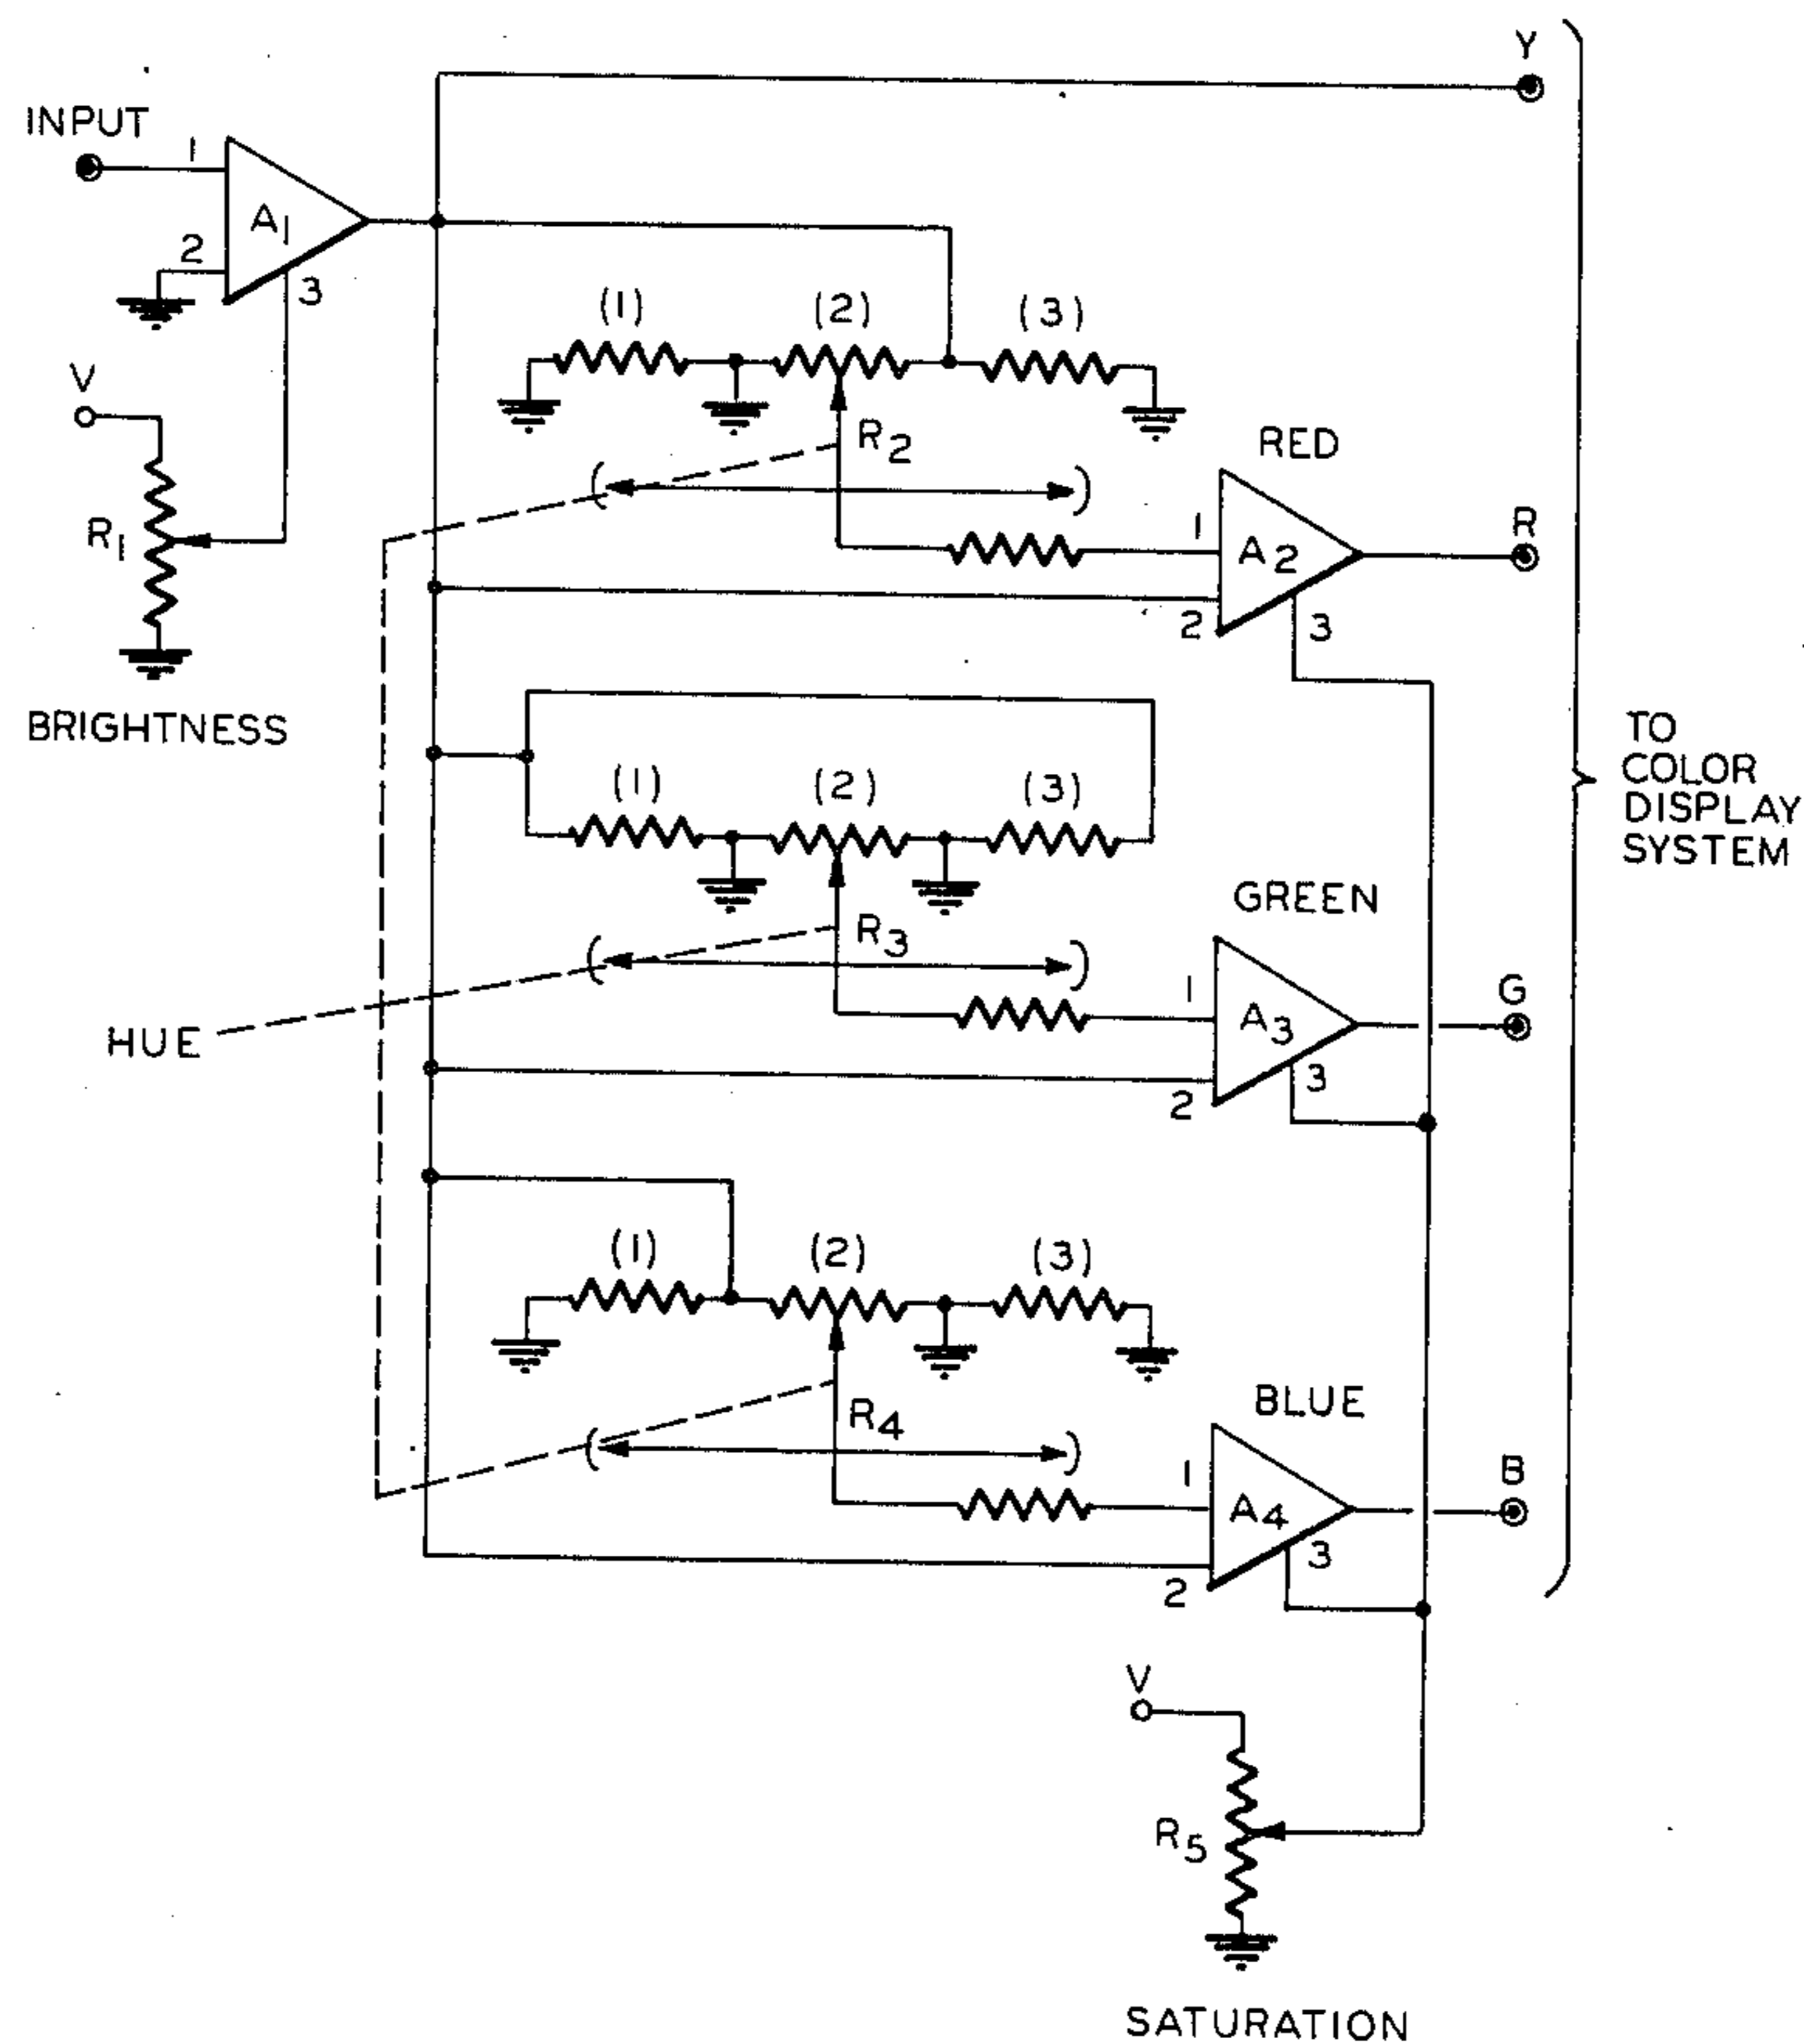 Y
INPUT
1
A1
2
3
(1) (2) (3)
V
R2
RED
R1
1
A2
R
2
3
BRIGHTNESS
TO
COLOR
DISPLAY
SYSTEM
(1) (2) (3)
GREEN
R3
HUE
1
A3
G
2
3
(1) (2) (3)
BLUE
R4
1
A4
B
2
3
V
R5
SATURATION